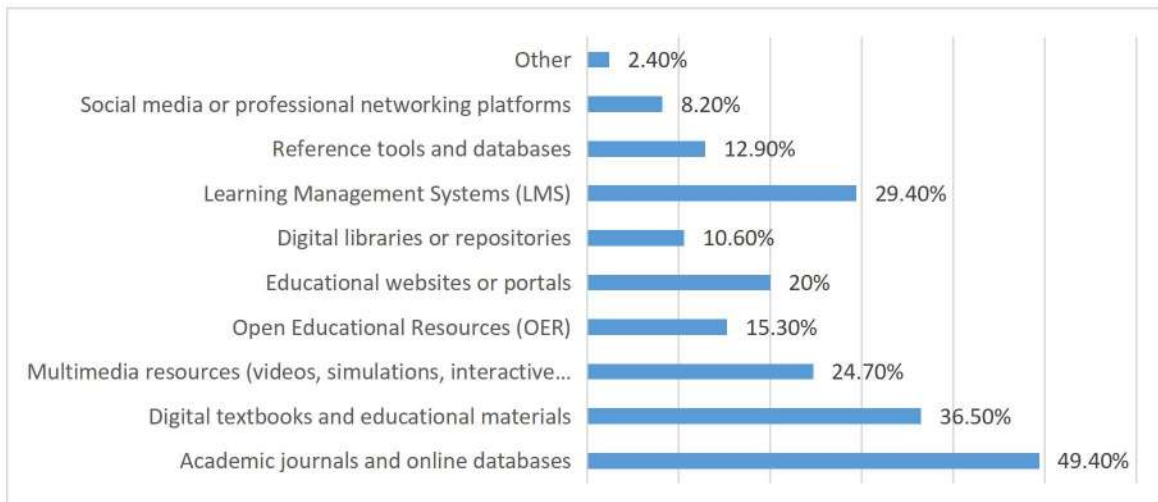 Other 2.40%
Social media or professional networking platforms 8.20%
Reference tools and databases 12.90%
Learning Management Systems (LMS) 29.40%
Digital libraries or repositories 10.60%
Educational websites or portals 20%
Open Educational Resources (OER) 15.30%
Multimedia resources (videos, simulations, interactive... 24.70%
Digital textbooks and educational materials 36.50%
Academic journals and online databases 49.40%